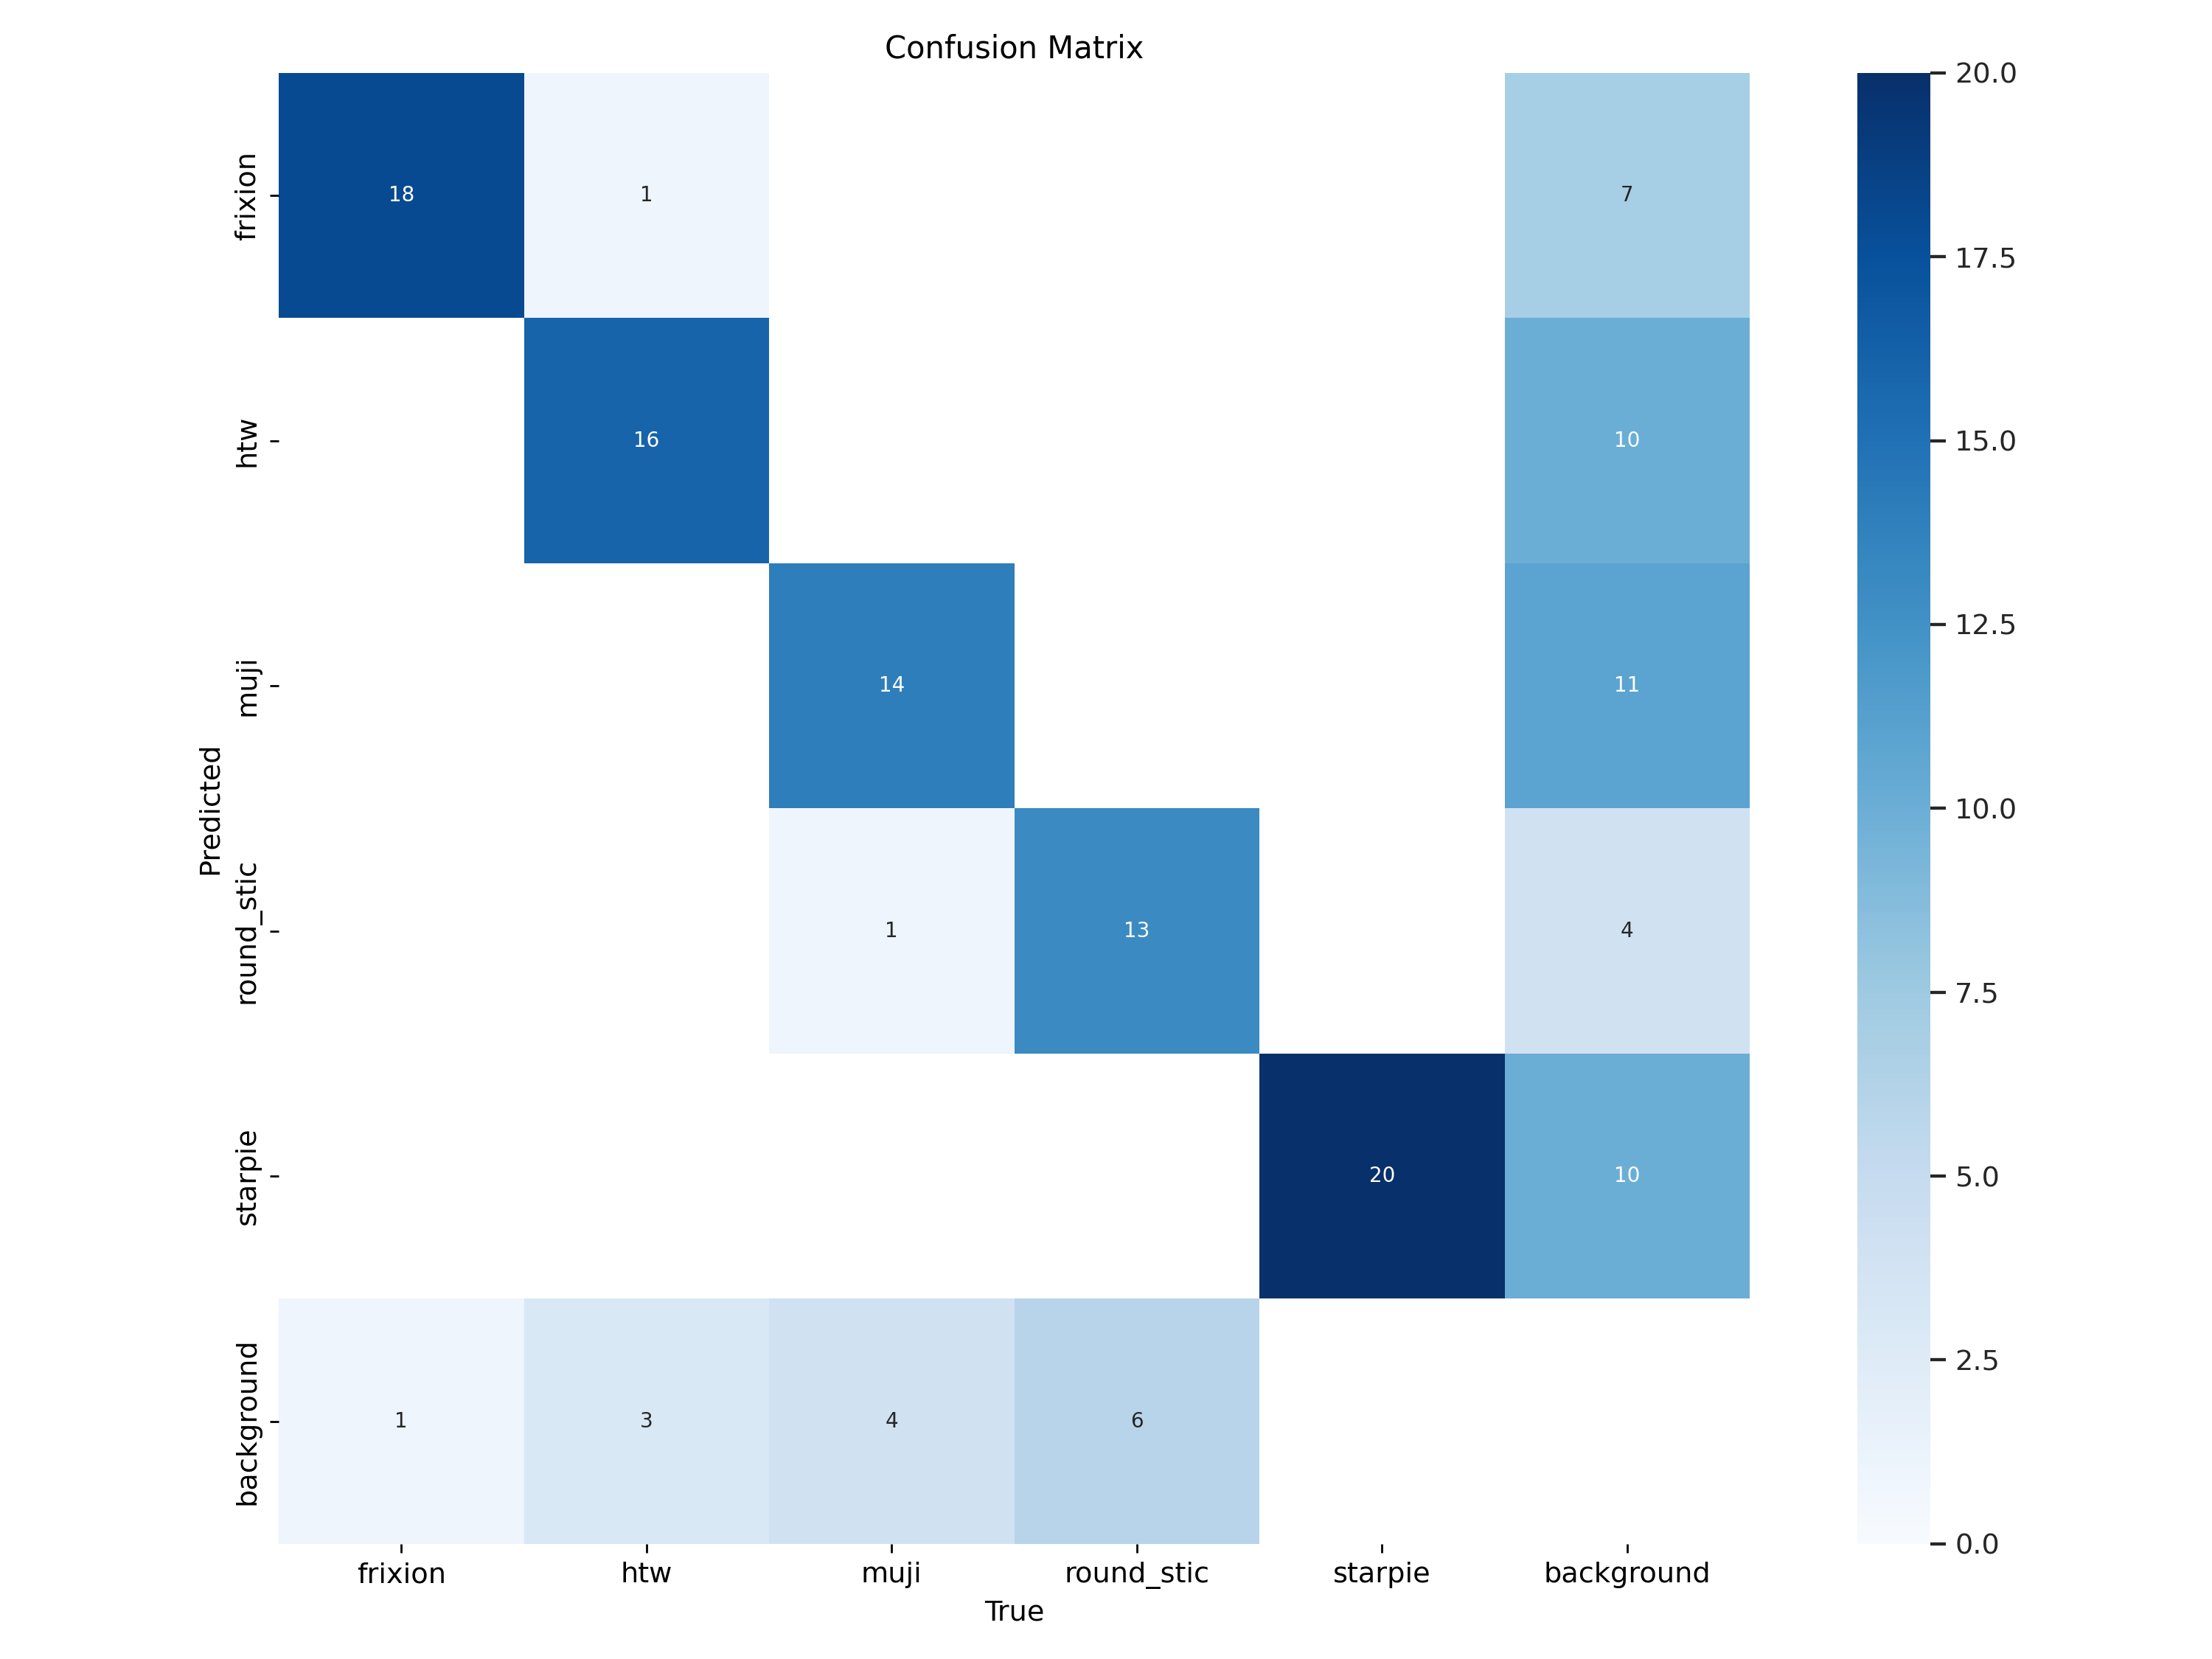 Confusion Matrix
frixion
18
1
7
htw
16
10
muji
14
11
round_stic
1
13
4
starpie
20
10
background
1
3
4
6
Predicted
frixion
htw
muji
round_stic
starpie
background
True
20.0
17.5
15.0
12.5
10.0
7.5
5.0
2.5
0.0